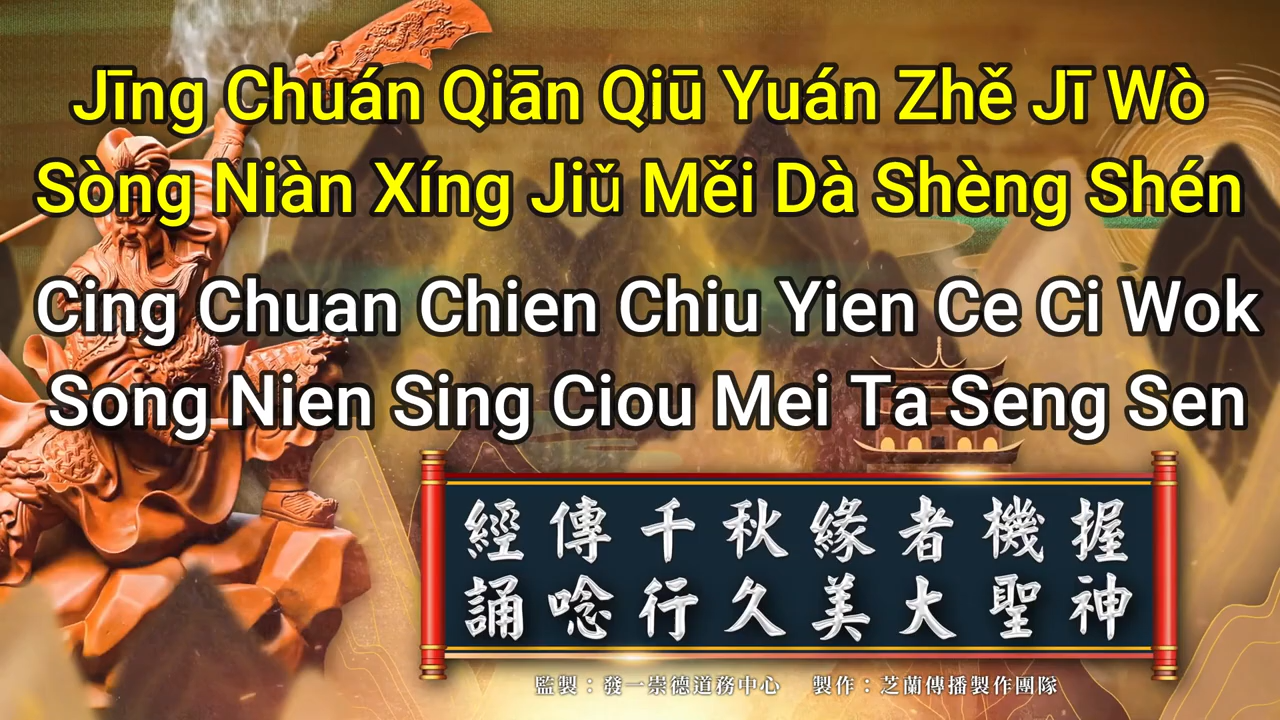 Jīng Chuán Qiān Qiū Yuán Zhě Jī Wò
Sòng Niàn Xíng Jiǔ Měi Dà Shèng Shén
Cing Chuan Chien Chiu Yien Ce Ci Wok
Song Nien Sing Ciou Mei Ta Seng Sen
經傳千秋緣者機握
誦唸行久美大聖神
監製：發一崇德道務中心 製作：芝蘭傳播製作團隊